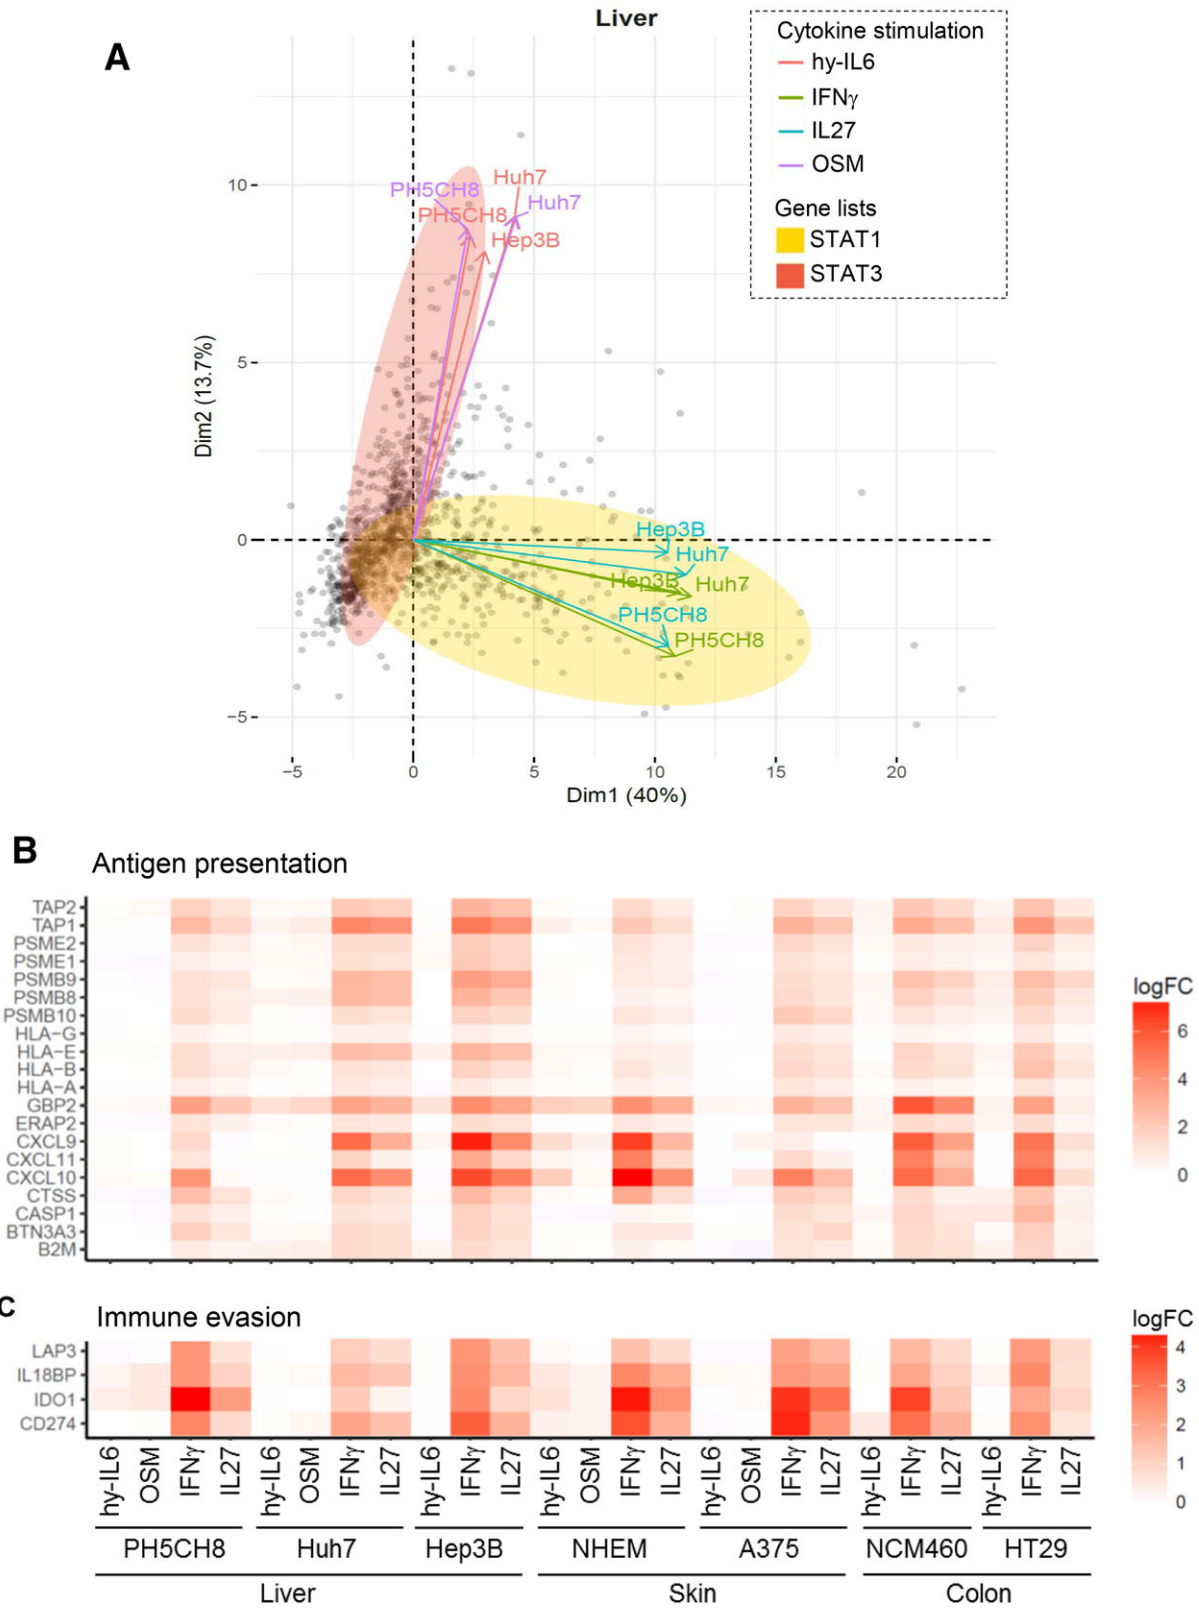 A
Liver
Cytokine stimulation
hy-IL6
IFNγ
IL27
OSM
Gene lists
STAT1
STAT3
Dim2 (13.7%)
10
5
0
−5
PH5CH8
Huh7
Huh7
PH5CH8
Hep3B
Hep3B
Huh7
Hep3B
Huh7
PH5CH8
PH5CH8
−5
0
5
10
15
20
Dim1 (40%)
B
Antigen presentation
TAP2
TAP1
PSME2
PSME1
PSMB9
PSMB8
PSMB10
HLA−G
HLA−E
HLA−B
HLA−A
GBP2
ERAP2
CXCL9
CXCL11
CXCL10
CTSS
CASP1
BTN3A3
B2M
logFC
6
4
2
0
C
Immune evasion
LAP3
IL18BP
IDO1
CD274
logFC
4
3
2
1
0
hy-IL6
OSM
IFNγ
IL27
hy-IL6
OSM
IFNγ
IL27
hy-IL6
IFNγ
IL27
hy-IL6
OSM
IFNγ
IL27
hy-IL6
OSM
IFNγ
IL27
hy-IL6
IFNγ
IL27
hy-IL6
IFNγ
IL27
PH5CH8
Huh7
Hep3B
NHEM
A375
NCM460
HT29
Liver
Skin
Colon